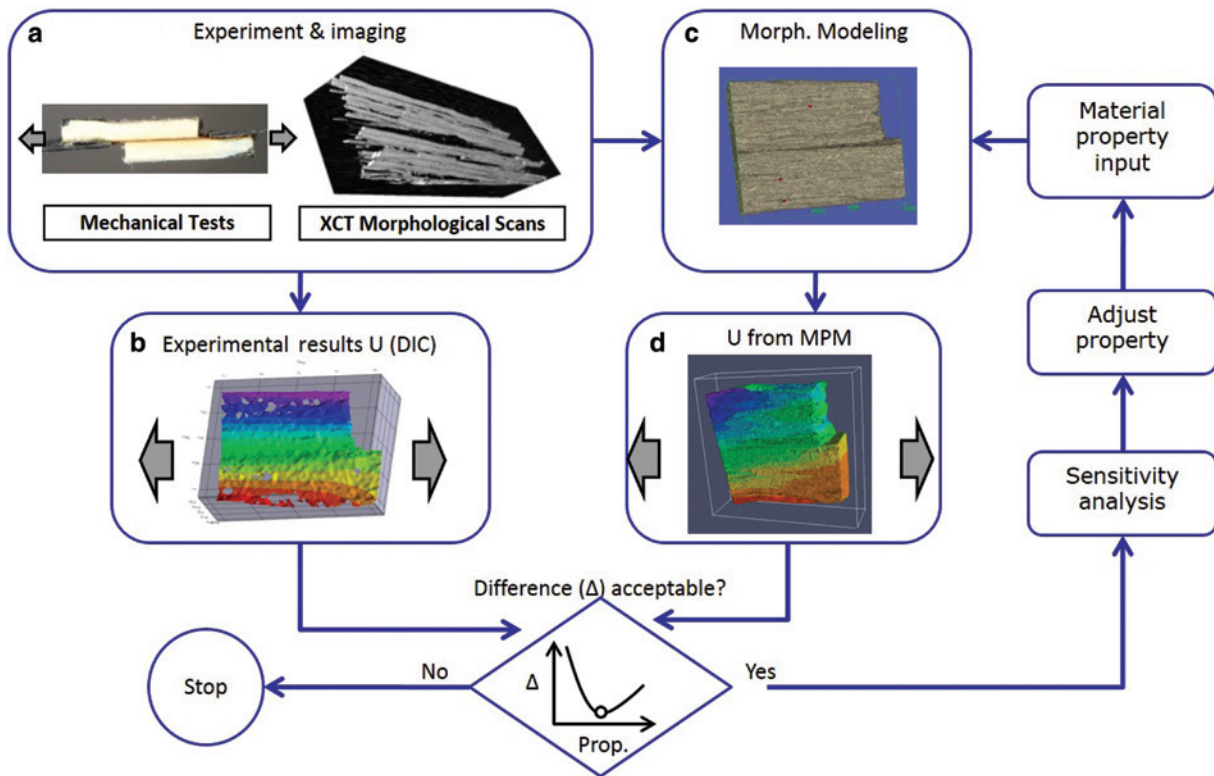 a
Experiment & imaging
Mechanical Tests
XCT Morphological Scans
c
Morph. Modeling
Material
property
input
b
Experimental results U (DIC)
d
U from MPM
Adjust
property
Sensitivity
analysis
Difference (Δ) acceptable?
Stop
No
Δ
Prop.
Yes